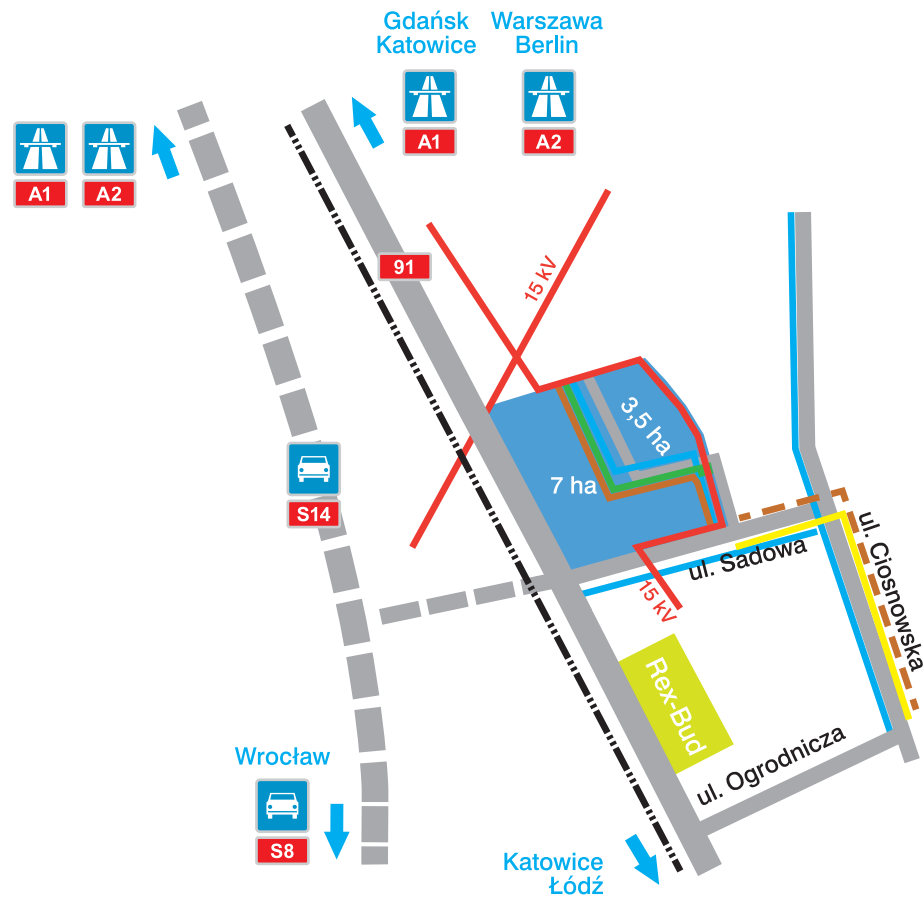 Gdańsk
Katowice
Warszawa
Berlin
A1
A2
A1
A2
91
15 kV
3,5 ha
7 ha
S14
ul. Sadowa
ul. Ciosnowska
15 kV
Rex-Bud
ul. Ogrodnicza
Wrocław
S8
Katowice
Łódź